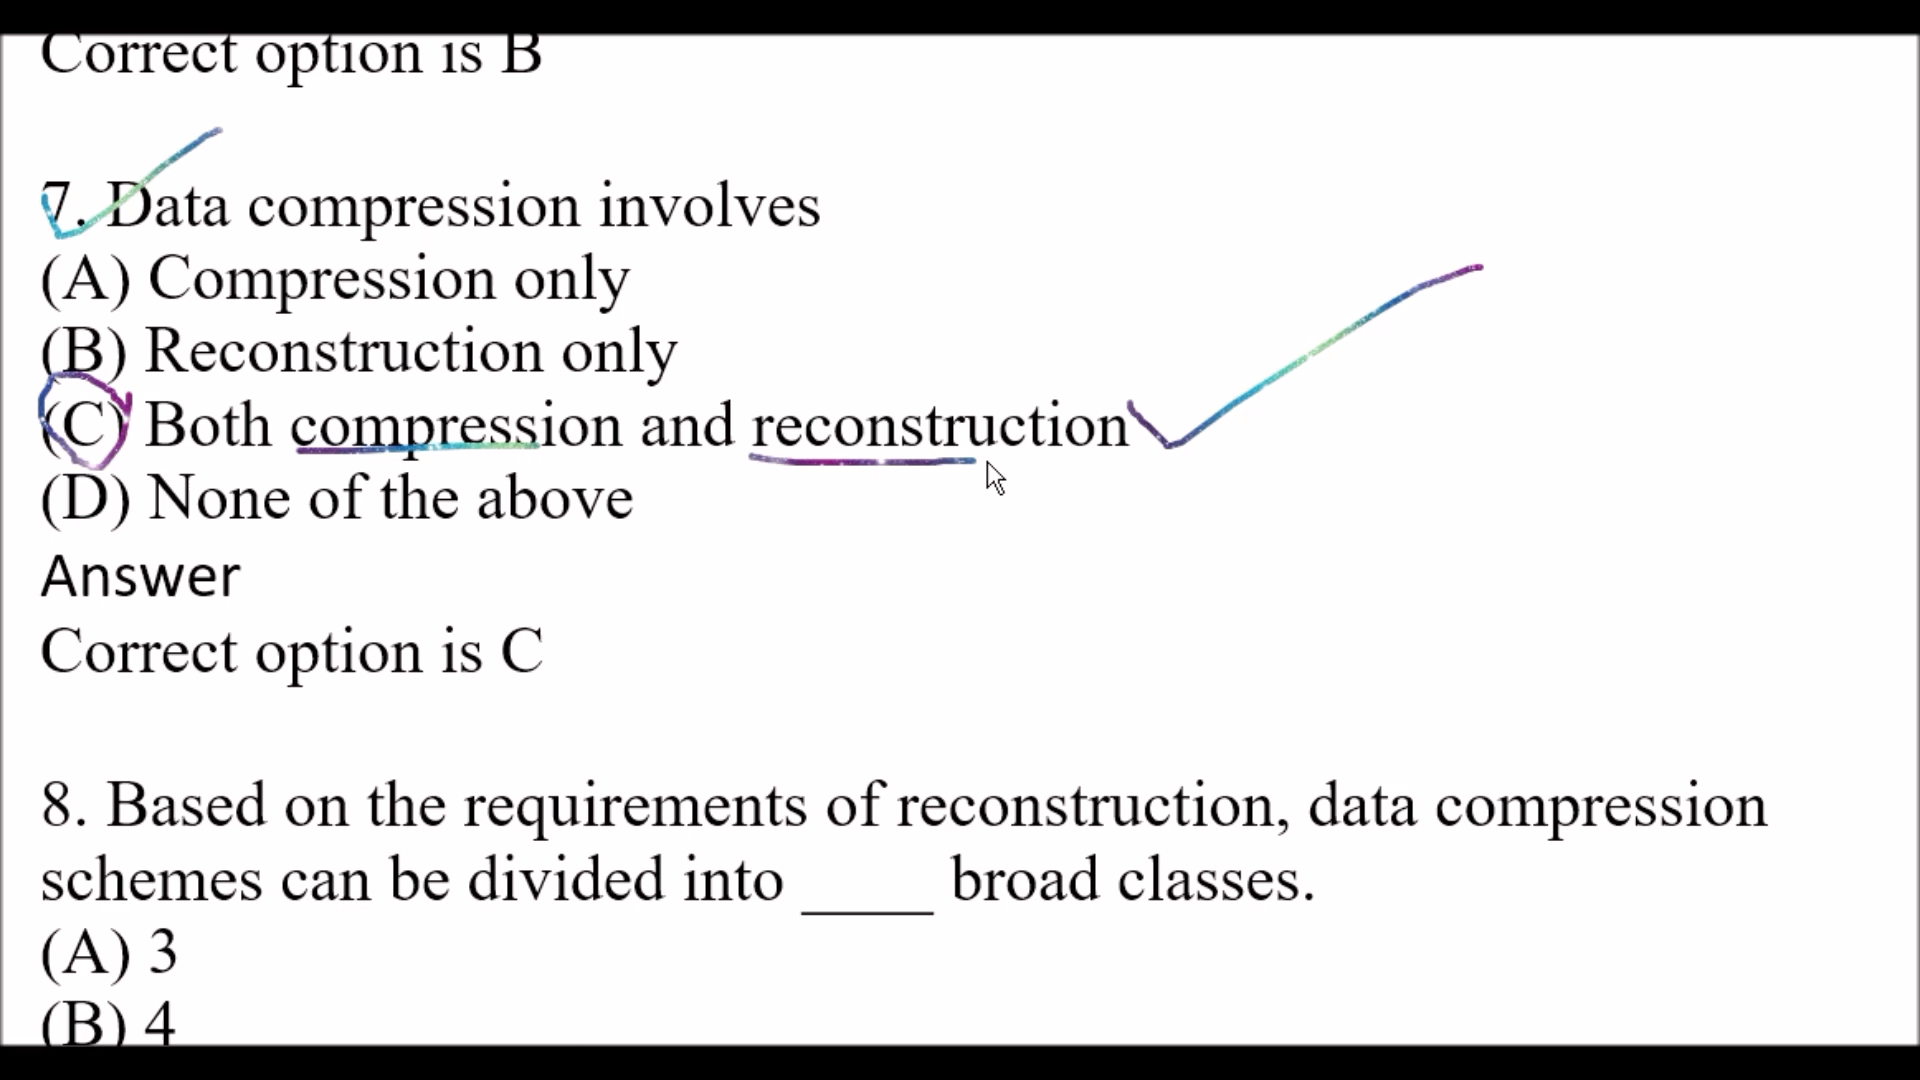 Correct option is B
7. Data compression involves
(A) Compression only
(B) Reconstruction only
(C) Both compression and reconstruction
(D) None of the above
Answer
Correct option is C
8. Based on the requirements of reconstruction, data compression
schemes can be divided into _____ broad classes.
(A) 3
(B) 4